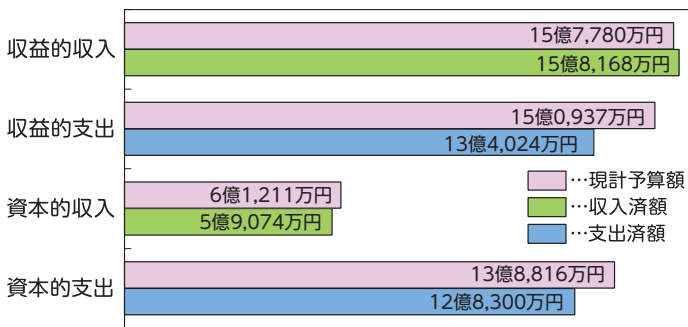 収益的収入
15億7,780万円
15億8,168万円
収益的支出
15億0,937万円
13億4,024万円
資本的収入
6億1,211万円
5億9,074万円
…現計予算額
…収入済額
…支出済額
資本的支出
13億8,816万円
12億8,300万円